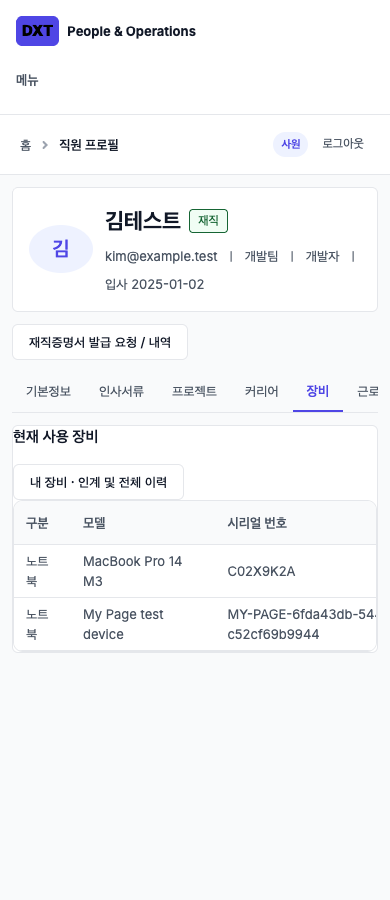 DXT People & Operations
메뉴
홈 > 직원 프로필 사원 로그아웃
김
김테스트 재직
kim@example.test | 개발팀 | 개발자 |
입사 2025-01-02
재직증명서 발급 요청 / 내역
기본정보 인사서류 프로젝트 커리어 장비 근로
현재 사용 장비
내 장비 · 인계 및 전체 이력
구분 모델 시리얼 번호
노트북 MacBook Pro 14 M3 C02X9K2A
노트북 My Page test device MY-PAGE-6fda43db-544 c52cf69b9944